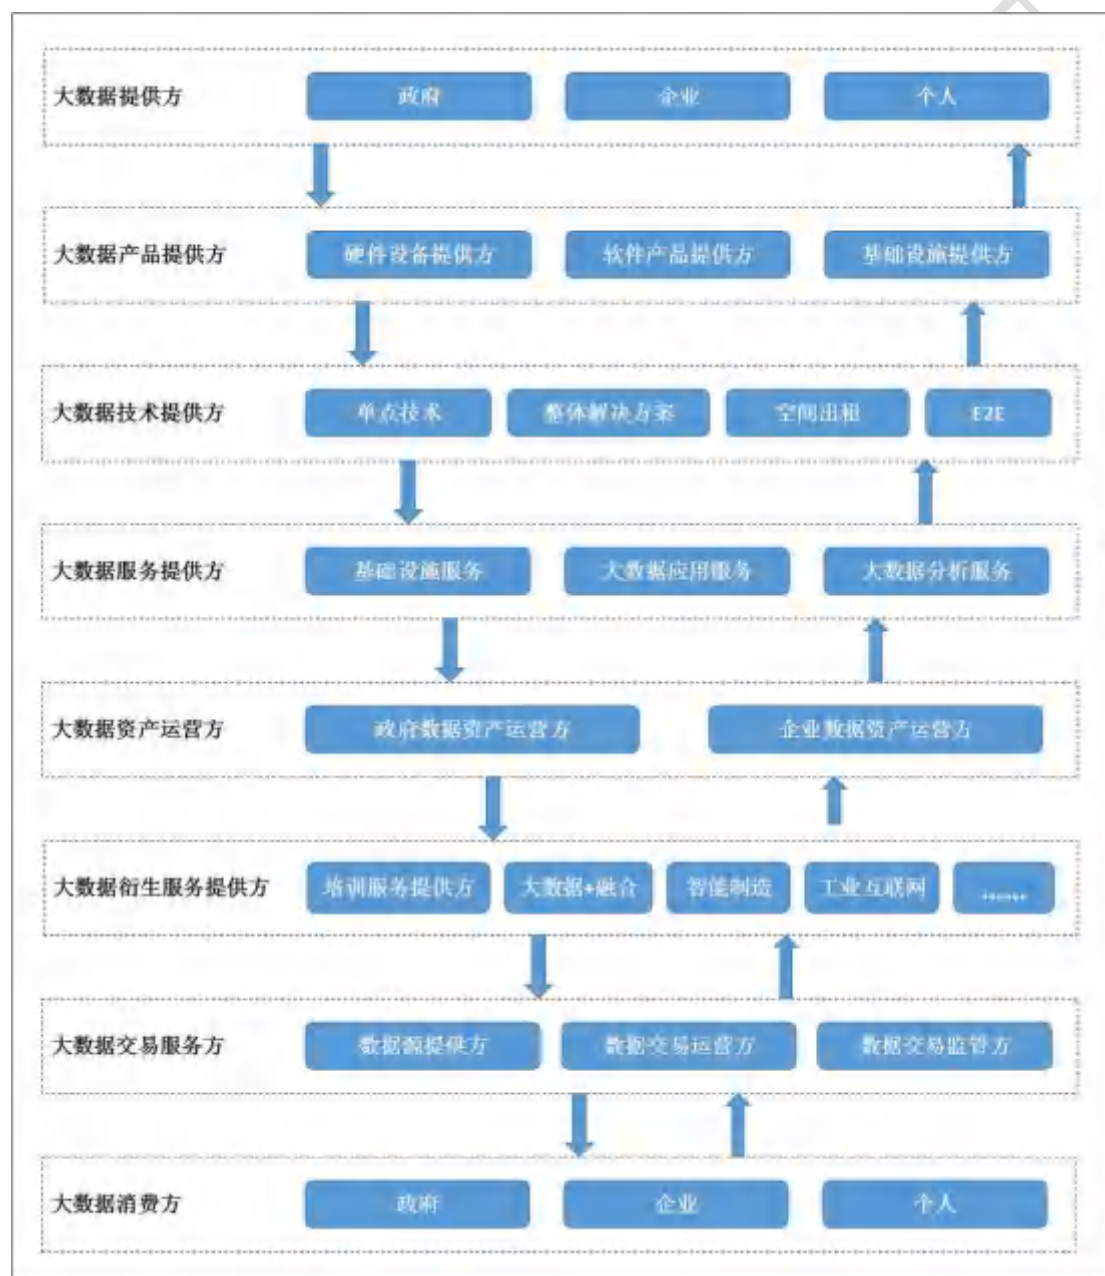 大数据提供方 政府 企业 个人
大数据产品提供方 硬件设备提供方 软件产品提供方 基础设施提供方
大数据技术提供方 单点技术 整体解决方案 空间出租 E2E
大数据服务提供方 基础设施服务 大数据应用服务 大数据分析服务
大数据资产运营方 政府数据资产运营方 企业数据资产运营方
大数据衍生服务提供方 培训服务提供方 大数据+融合 智能制造 工业互联网 ……
大数据交易服务方 数据源提供方 数据交易运营方 数据交易监管方
大数据消费方 政府 企业 个人